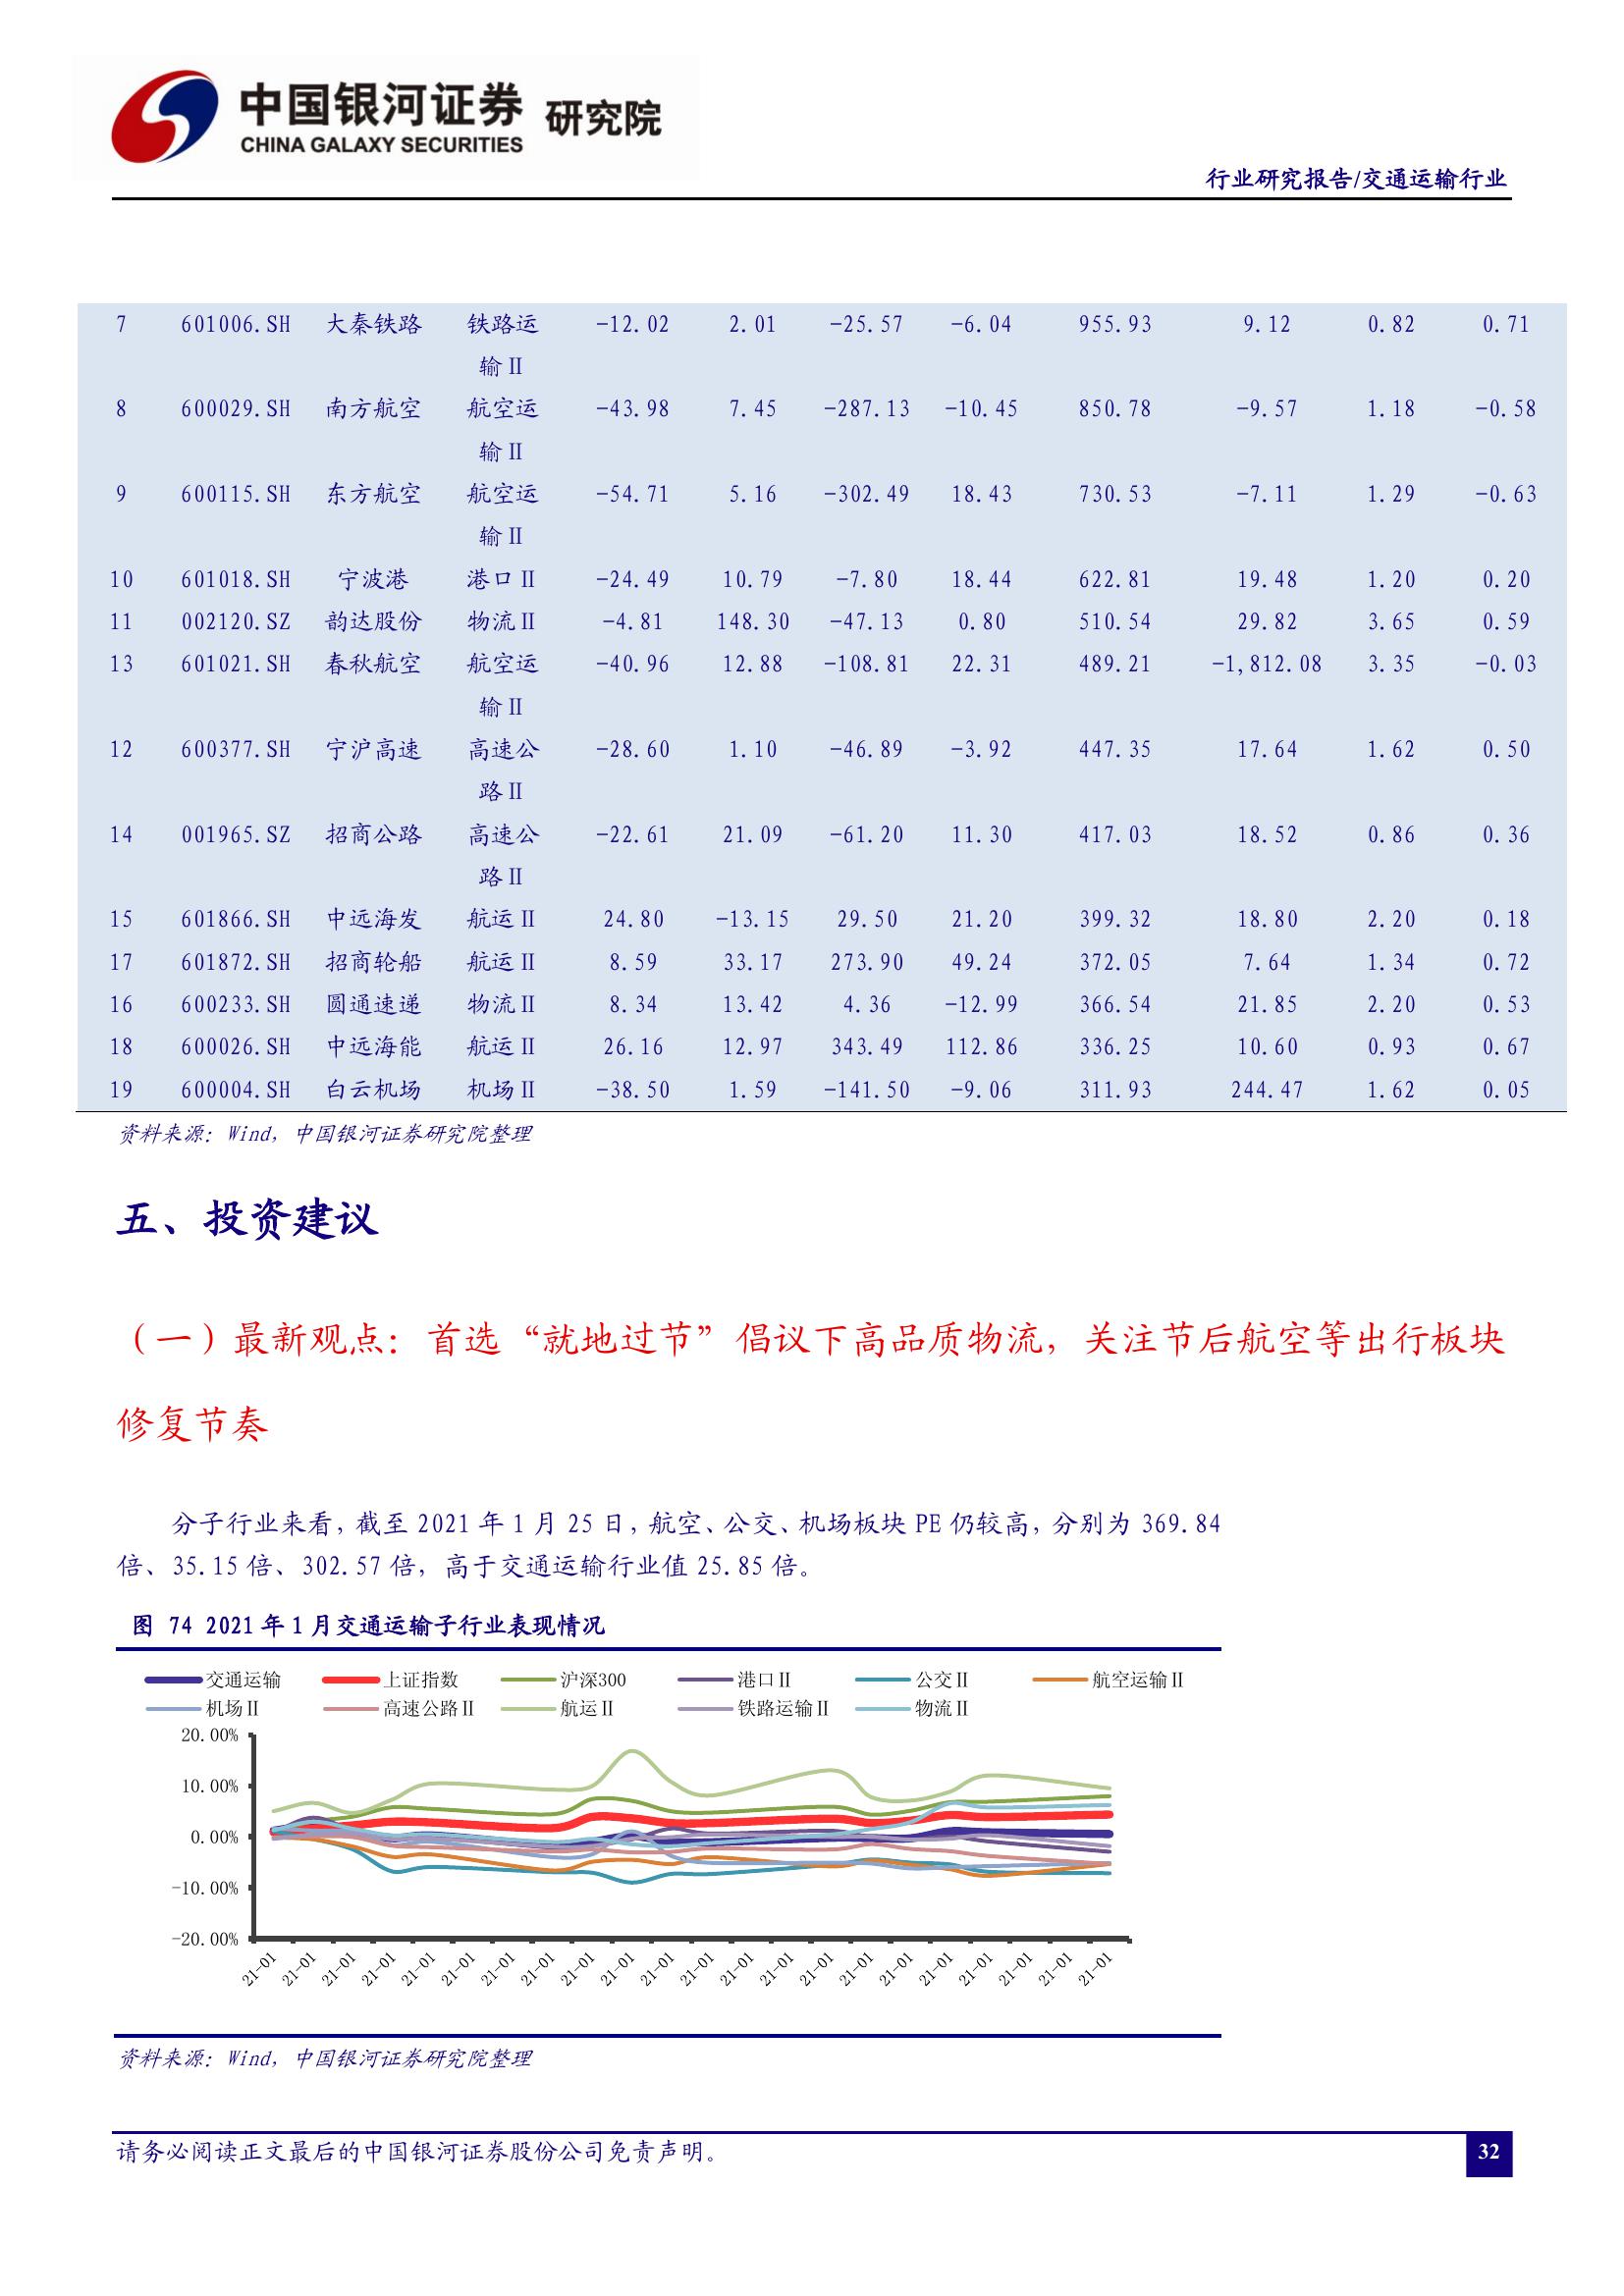 中国银河证券 研究院
CHINA GALAXY SECURITIES
行业研究报告/交通运输行业
7 601006.SH 大秦铁路 铁路运 -12.02 2.01 -25.57 -6.04 955.93 9.12 0.82 0.71
输Ⅱ
8 600029.SH 南方航空 航空运 -43.98 7.45 -287.13 -10.45 850.78 -9.57 1.18 -0.58
输Ⅱ
9 600115.SH 东方航空 航空运 -54.71 5.16 -302.49 18.43 730.53 -7.11 1.29 -0.63
输Ⅱ
10 601018.SH 宁波港 港口Ⅱ -24.49 10.79 -7.80 18.44 622.81 19.48 1.20 0.20
11 002120.SZ 韵达股份 物流Ⅱ -4.81 148.30 -47.13 0.80 510.54 29.82 3.65 0.59
13 601021.SH 春秋航空 航空运 -40.96 12.88 -108.81 22.31 489.21 -1,812.08 3.35 -0.03
输Ⅱ
12 600377.SH 宁沪高速 高速公 -28.60 1.10 -46.89 -3.92 447.35 17.64 1.62 0.50
路Ⅱ
14 001965.SZ 招商公路 高速公 -22.61 21.09 -61.20 11.30 417.03 18.52 0.86 0.36
路Ⅱ
15 601866.SH 中远海发 航运Ⅱ 24.80 -13.15 29.50 21.20 399.32 18.80 2.20 0.18
17 601872.SH 招商轮船 航运Ⅱ 8.59 33.17 273.90 49.24 372.05 7.64 1.34 0.72
16 600233.SH 圆通速递 物流Ⅱ 8.34 13.42 4.36 -12.99 366.54 21.85 2.20 0.53
18 600026.SH 中远海能 航运Ⅱ 26.16 12.97 343.49 112.86 336.25 10.60 0.93 0.67
19 600004.SH 白云机场 机场Ⅱ -38.50 1.59 -141.50 -9.06 311.93 244.47 1.62 0.05
资料来源：Wind，中国银河证券研究院整理
五、投资建议
（一）最新观点：首选“就地过节”倡议下高品质物流，关注节后航空等出行板块
修复节奏
分子行业来看，截至 2021 年 1 月 25 日，航空、公交、机场板块 PE 仍较高，分别为 369.84
倍、35.15 倍、302.57 倍，高于交通运输行业值 25.85 倍。
图 74 2021 年 1 月交通运输子行业表现情况
交通运输 上证指数 沪深300 港口Ⅱ 公交Ⅱ 航空运输Ⅱ
机场Ⅱ 高速公路Ⅱ 航运Ⅱ 铁路运输Ⅱ 物流Ⅱ
20.00%
10.00%
0.00%
-10.00%
-20.00%
21-01 21-01 21-01 21-01 21-01 21-01 21-01 21-01 21-01 21-01 21-01 21-01 21-01 21-01 21-01 21-01 21-01 21-01 21-01 21-01 21-01 21-01
资料来源：Wind，中国银河证券研究院整理
请务必阅读正文最后的中国银河证券股份公司免责声明。
32